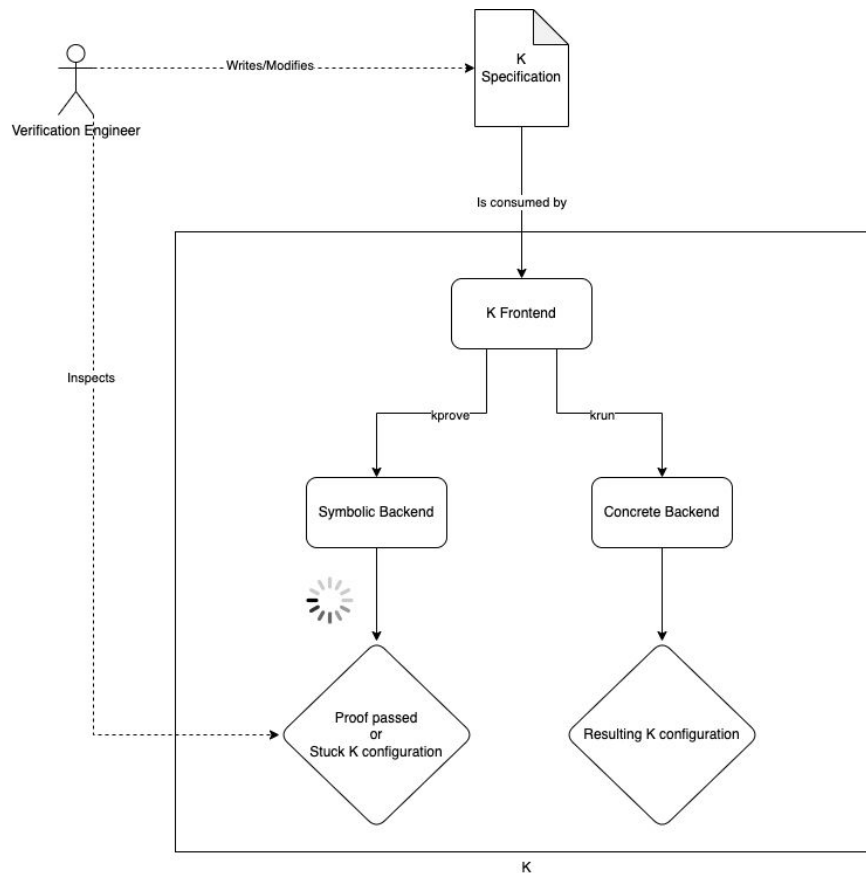 Writes/Modifies
K
Specification
Verification Engineer
Is consumed by
K Frontend
Inspects
kprove
krun
Symbolic Backend
Concrete Backend
Proof passed
or
Stuck K configuration
Resulting K configuration
K